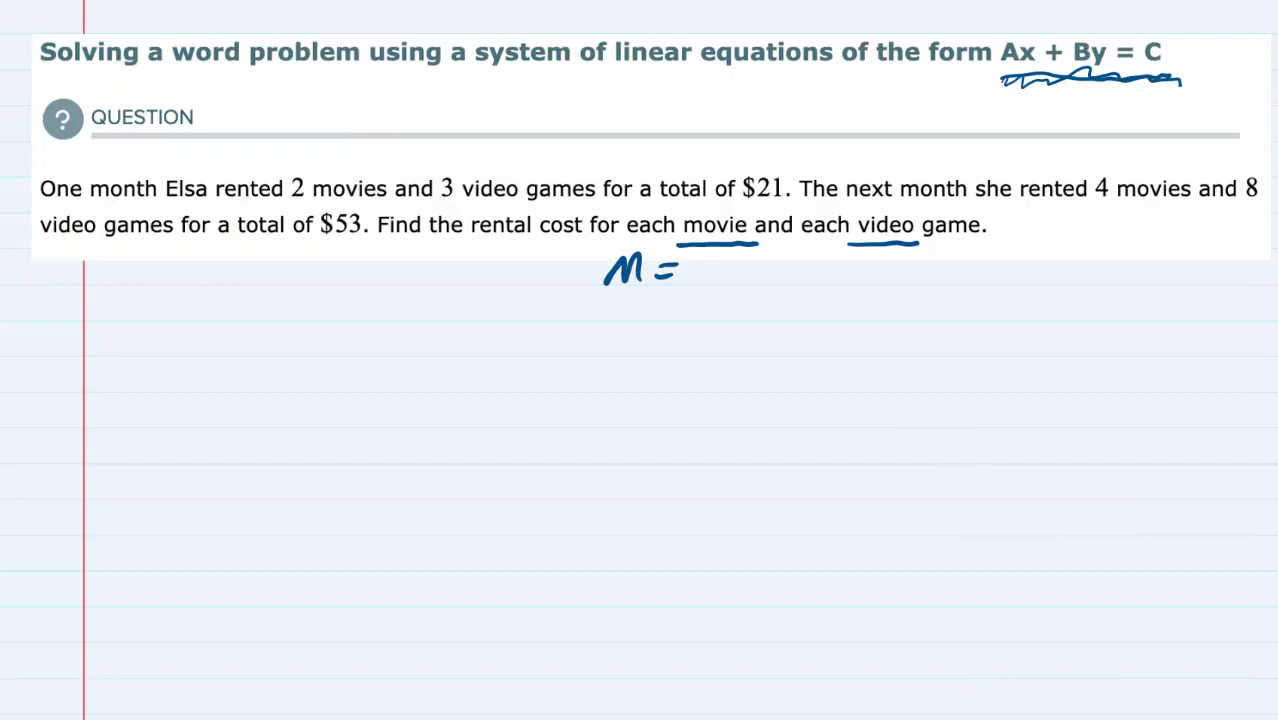 Solving a word problem using a system of linear equations of the form Ax + By = C
? QUESTION
One month Elsa rented 2 movies and 3 video games for a total of $21. The next month she rented 4 movies and 8
video games for a total of $53. Find the rental cost for each movie and each video game.
M =